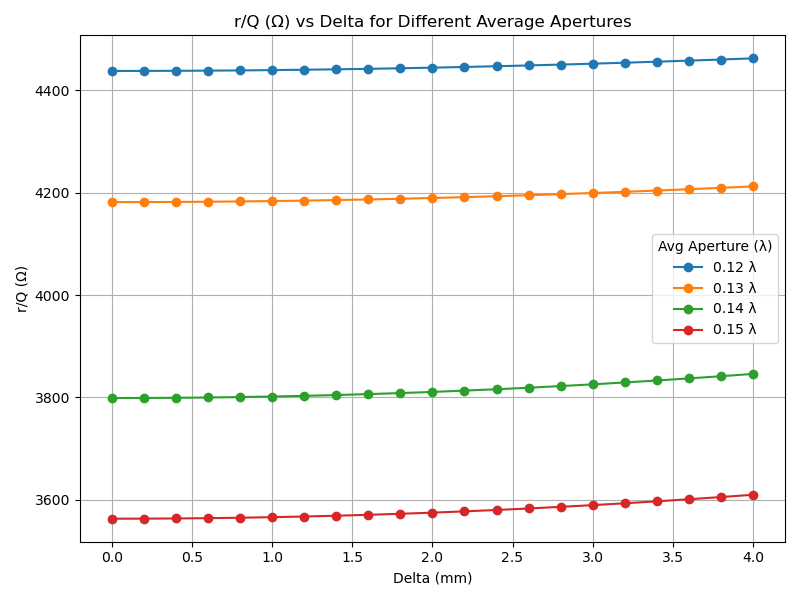 r/Q (Ω) vs Delta for Different Average Apertures
r/Q (Ω)
4400
4200
4000
3800
3600
Avg Aperture (λ)
0.12 λ
0.13 λ
0.14 λ
0.15 λ
0.0 0.5 1.0 1.5 2.0 2.5 3.0 3.5 4.0
Delta (mm)